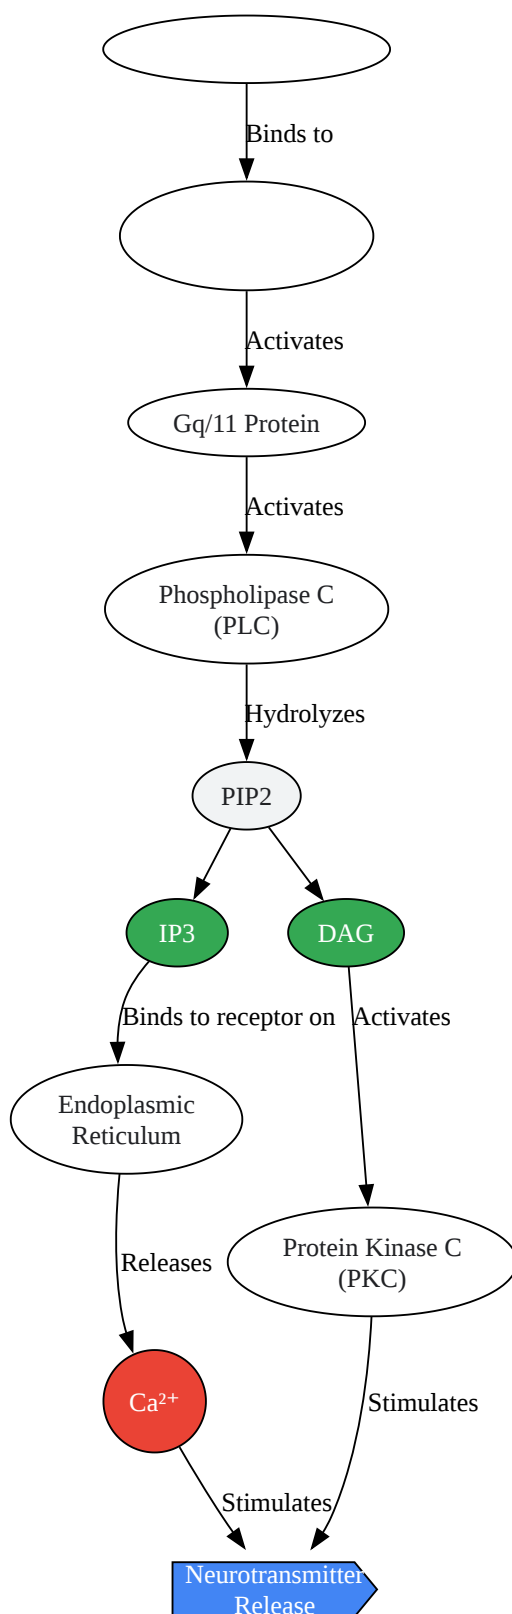 Binds to
Activates
Gq/11 Protein
Activates
Phospholipase C
(PLC)
Hydrolyzes
PIP2
IP3
DAG
Binds to receptor on
Activates
Endoplasmic
Reticulum
Protein Kinase C
(PKC)
Releases
Ca²⁺
Stimulates
Stimulates
Neurotransmitter
Release